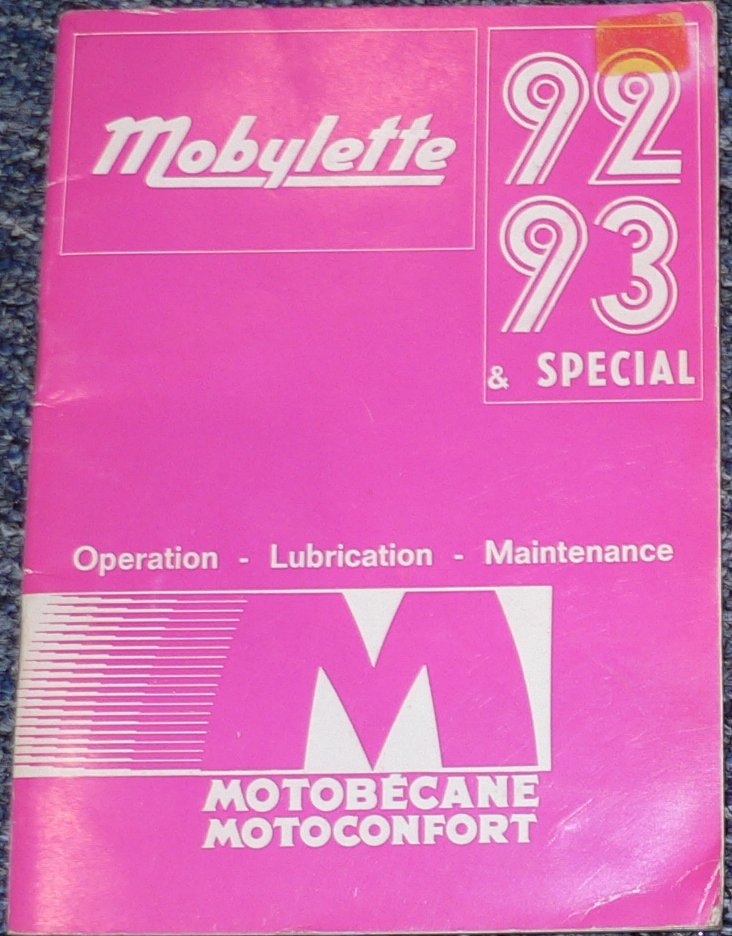 Mobylette
92
93
& SPECIAL
Operation - Lubrication - Maintenance
M
MOTOBÉCANE
MOTOCONFORT